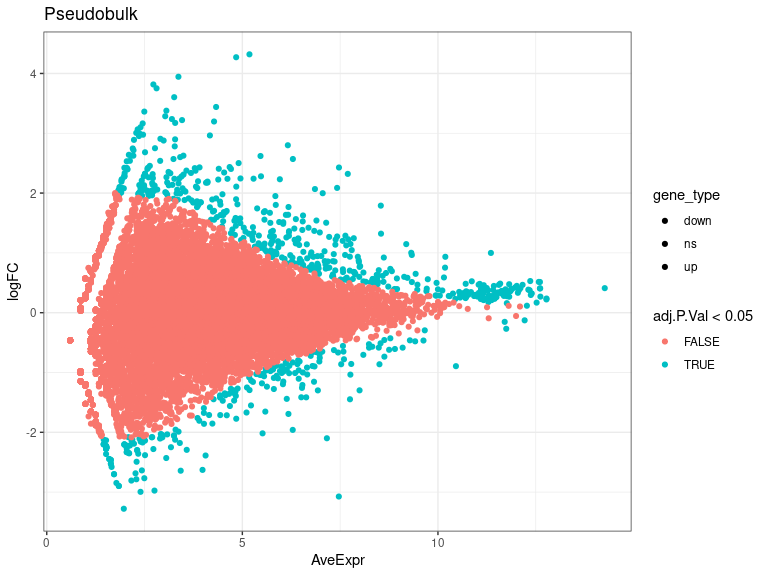 Pseudobulk
4
2
0
-2
logFC
0
5
10
AveExpr
gene_type
down
ns
up
adj.P.Val < 0.05
FALSE
TRUE